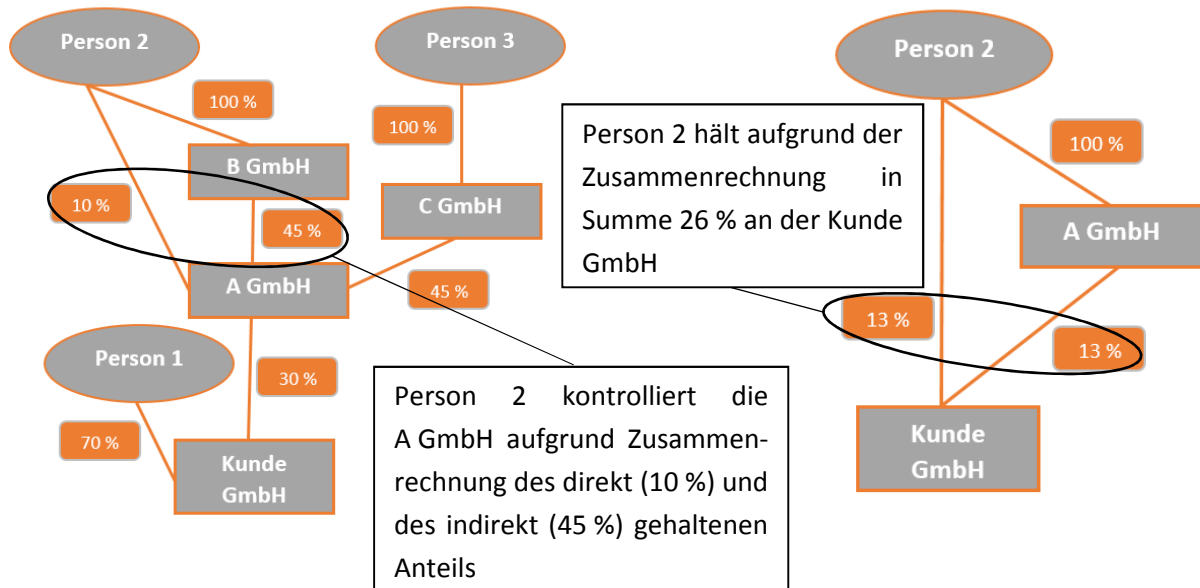 Person 2
Person 3
100 %
100 %
B GmbH
10 %
C GmbH
45 %
A GmbH
45 %
Person 1
30 %
70 %
Kunde
GmbH
Person 2 kontrolliert die
A GmbH aufgrund Zusammen-
rechnung des direkt (10 %) und
des indirekt (45 %) gehaltenen
Anteils
Person 2
100 %
Person 2 hält aufgrund der
Zusammenrechnung in
Summe 26 % an der Kunde
GmbH
A GmbH
13 %
13 %
Kunde
GmbH